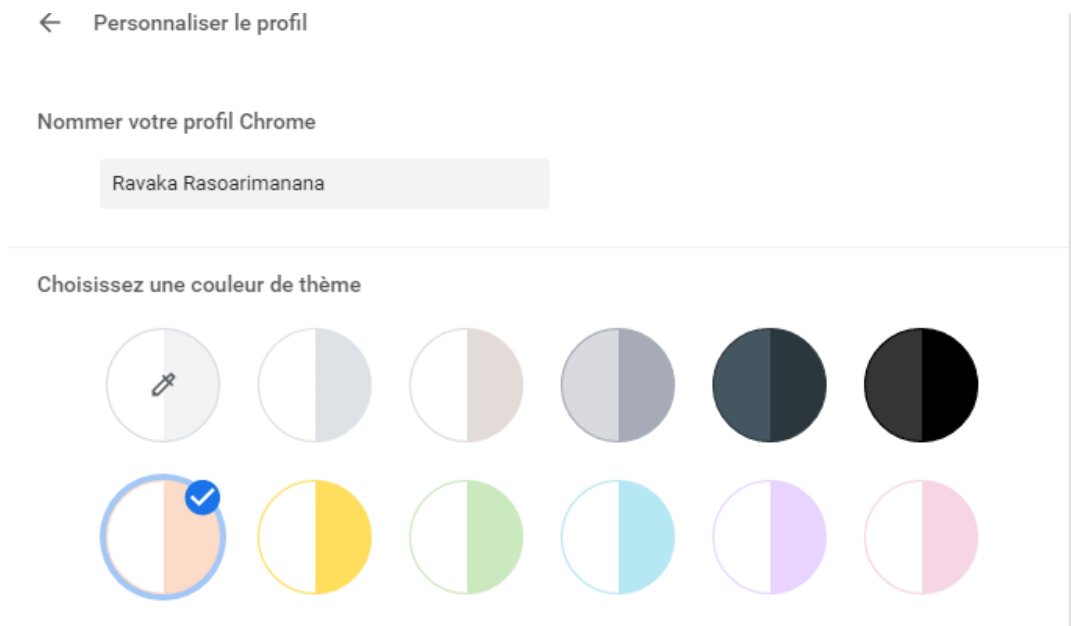 Personnaliser le profil
Nommer votre profil Chrome
Ravaka Rasoarimanana
Choisissez une couleur de thème